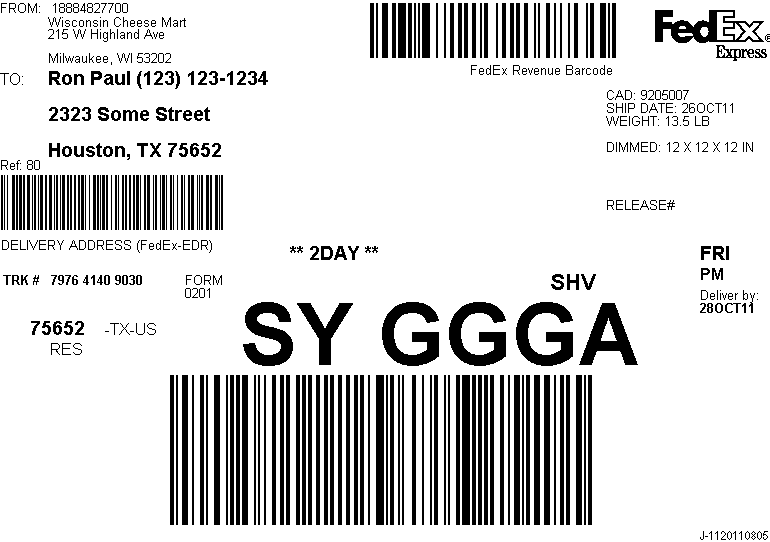 FROM: 18884827700
Wisconsin Cheese Mart
215 W Highland Ave
Milwaukee, WI 53202
FedEx®
Express
FedEx Revenue Barcode
TO: Ron Paul (123) 123-1234
2323 Some Street
Houston, TX 75652
CAD: 9205007
SHIP DATE: 26OCT11
WEIGHT: 13.5 LB
DIMMED: 12 X 12 X 12 IN
Ref: 80
RELEASE#
DELIVERY ADDRESS (FedEx-EDR)
** 2DAY **
FRI
PM
Deliver by:
28OCT11
TRK # 7976 4140 9030 FORM
0201
SHV
75652 -TX-US
RES
SY GGGA
J-1120110805